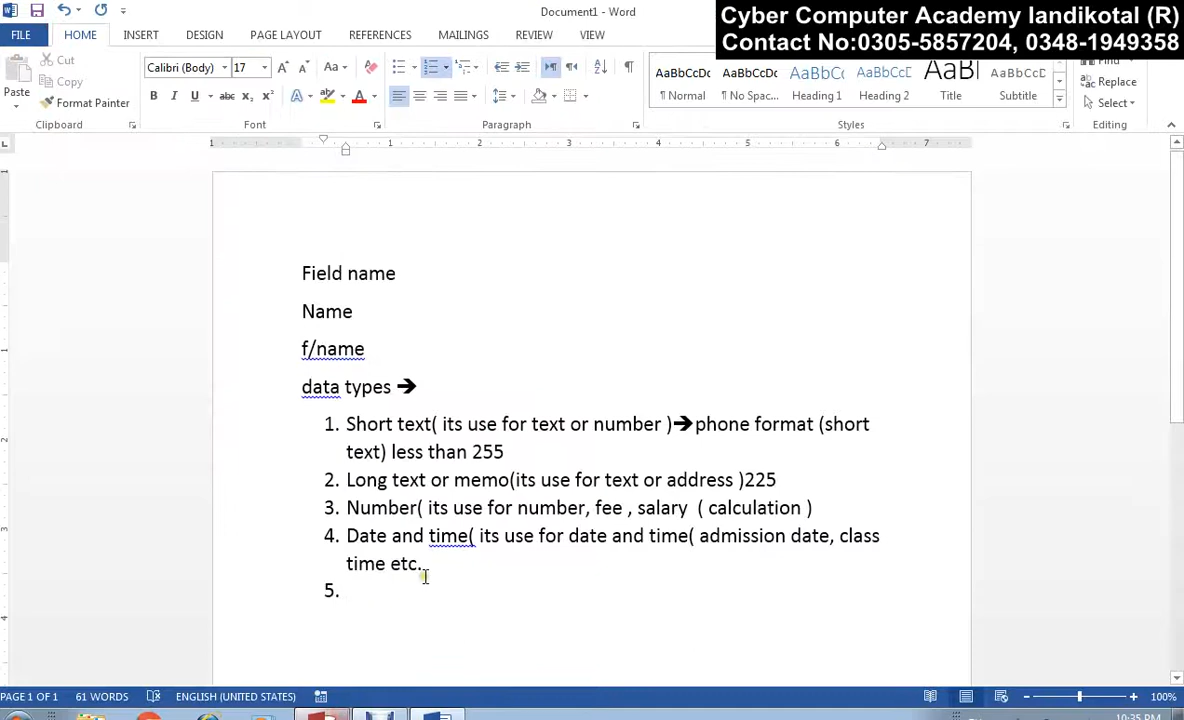 Document1 - Word
Cyber Computer Academy landikotal (R)
Contact No:0305-5857204, 0348-1949358
FILE HOME INSERT DESIGN PAGE LAYOUT REFERENCES MAILINGS REVIEW VIEW
Cut
Copy
Format Painter
Paste
Calibri (Body) 17
AaBbCcDc AaBbCcDc AaBbCc AaBbCcD AaBl AaBbCcD
¶ Normal ¶ No Spac... Heading 1 Heading 2 Title Subtitle
Replace
Select
Clipboard Font Paragraph Styles Editing
Field name
Name
f/name
data types ➔
1. Short text( its use for text or number )➔phone format (short
text) less than 255
2. Long text or memo(its use for text or address )225
3. Number( its use for number, fee , salary ( calculation )
4. Date and time( its use for date and time( admission date, class
time etc.
5.
PAGE 1 OF 1 61 WORDS ENGLISH (UNITED STATES) 100%
10:35 PM